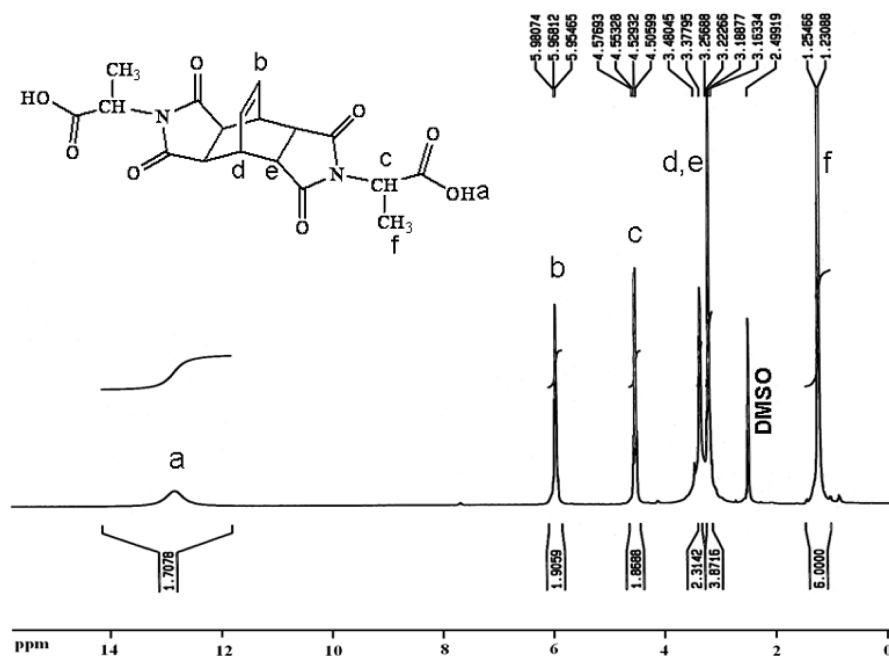 5.98074
5.96812
5.95465
4.57693
4.55328
4.52932
4.50599
3.48045
3.37795
3.25688
3.22266
3.18877
3.16334
2.49919
1.25466
1.23088
b
CH3
O
O
HO
CH
N
O
O
O
d
e
c
O
N
CH
OHa
O
CH3
f
d,e
f
b
c
DMSO
a
1.7078
1.9059
1.8688
2.3142
3.8716
6.0000
ppm 14 12 10 8 6 4 2 0